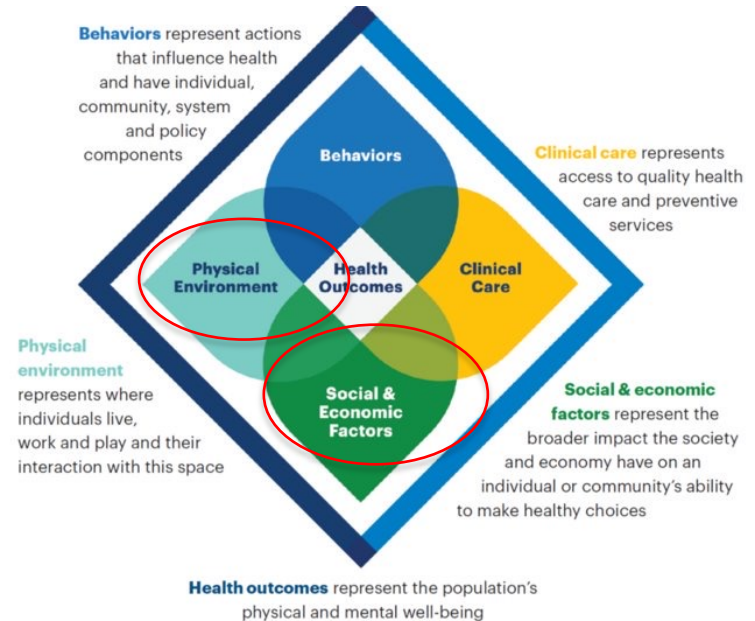 Behaviors represent actions
that influence health
and have individual,
community, system
and policy
components
Behaviors
Clinical care represents
access to quality health
care and preventive
services
Physical
Environment
Health
Outcomes
Clinical
Care
Physical
environment
represents where
individuals live,
work and play and their
interaction with this space
Social &
Economic
Factors
Social & economic
factors represent the
broader impact the society
and economy have on an
individual or community’s ability
to make healthy choices
Health outcomes represent the population’s
physical and mental well-being